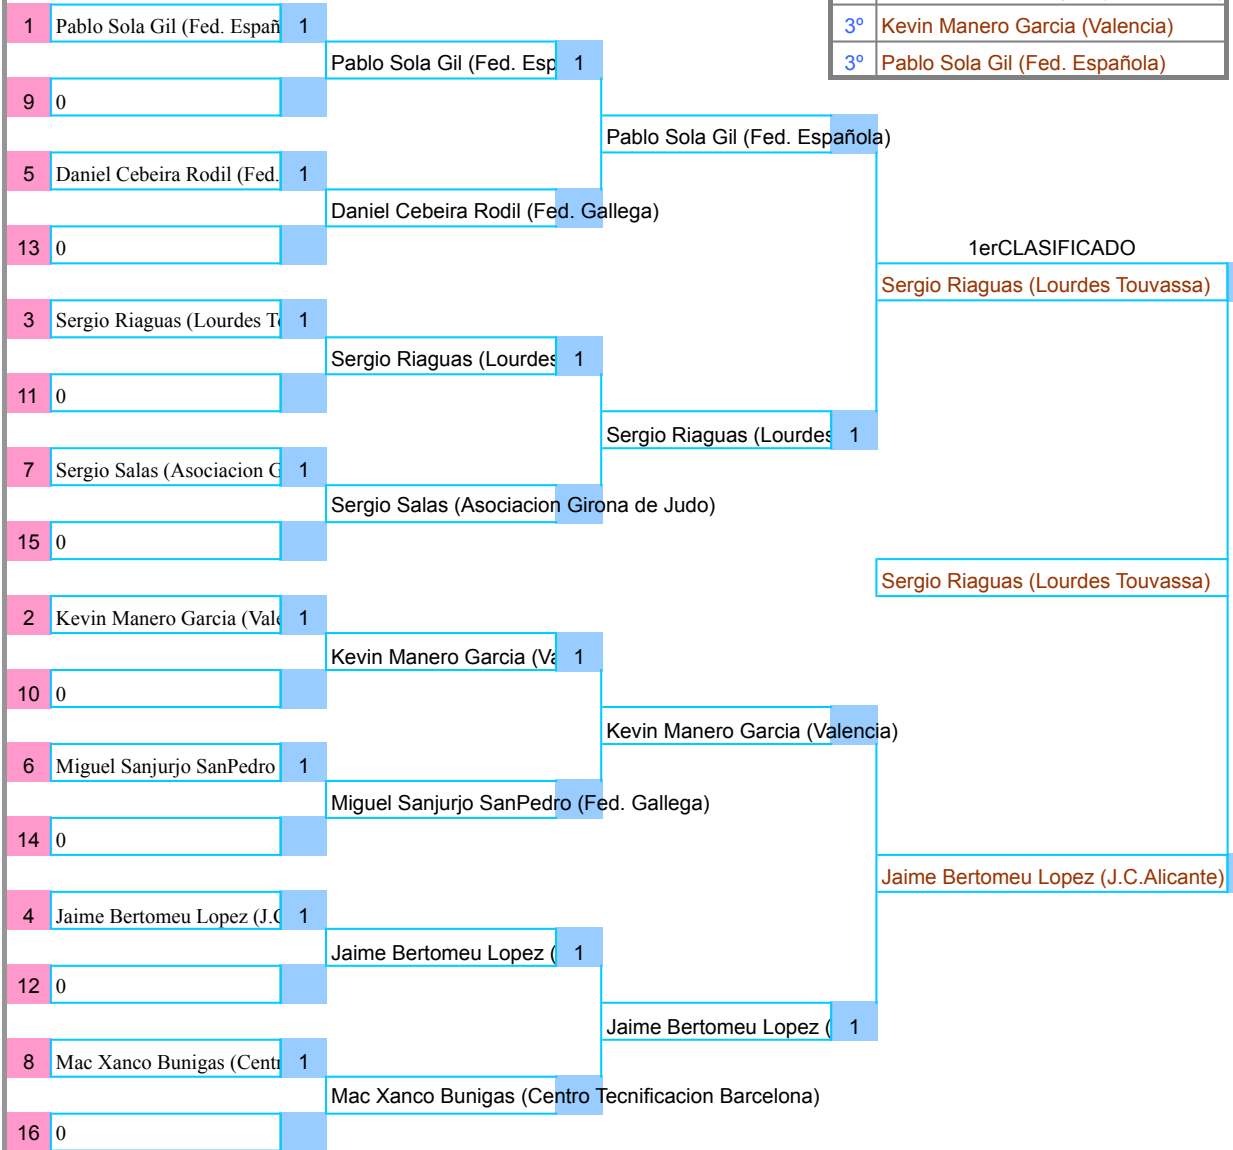 1 Pablo Sola Gil (Fed. Españ 1
3º Kevin Manero Garcia (Valencia)
Pablo Sola Gil (Fed. Esp 1
3º Pablo Sola Gil (Fed. Española)
9 0
Pablo Sola Gil (Fed. Española)
5 Daniel Cebeira Rodil (Fed. 1
Daniel Cebeira Rodil (Fed. Gallega)
13 0
1erCLASIFICADO
Sergio Riaguas (Lourdes Touvassa)
3 Sergio Riaguas (Lourdes T 1
Sergio Riaguas (Lourdes 1
11 0
Sergio Riaguas (Lourdes 1
7 Sergio Salas (Asociacion G 1
Sergio Salas (Asociacion Girona de Judo)
15 0
Sergio Riaguas (Lourdes Touvassa)
2 Kevin Manero Garcia (Vale 1
Kevin Manero Garcia (Va 1
10 0
Kevin Manero Garcia (Valencia)
6 Miguel Sanjurjo SanPedro 1
Miguel Sanjurjo SanPedro (Fed. Gallega)
14 0
Jaime Bertomeu Lopez (J.C.Alicante)
4 Jaime Bertomeu Lopez (J.C 1
Jaime Bertomeu Lopez ( 1
12 0
Jaime Bertomeu Lopez ( 1
8 Mac Xanco Bunigas (Cent 1
Mac Xanco Bunigas (Centro Tecnificacion Barcelona)
16 0